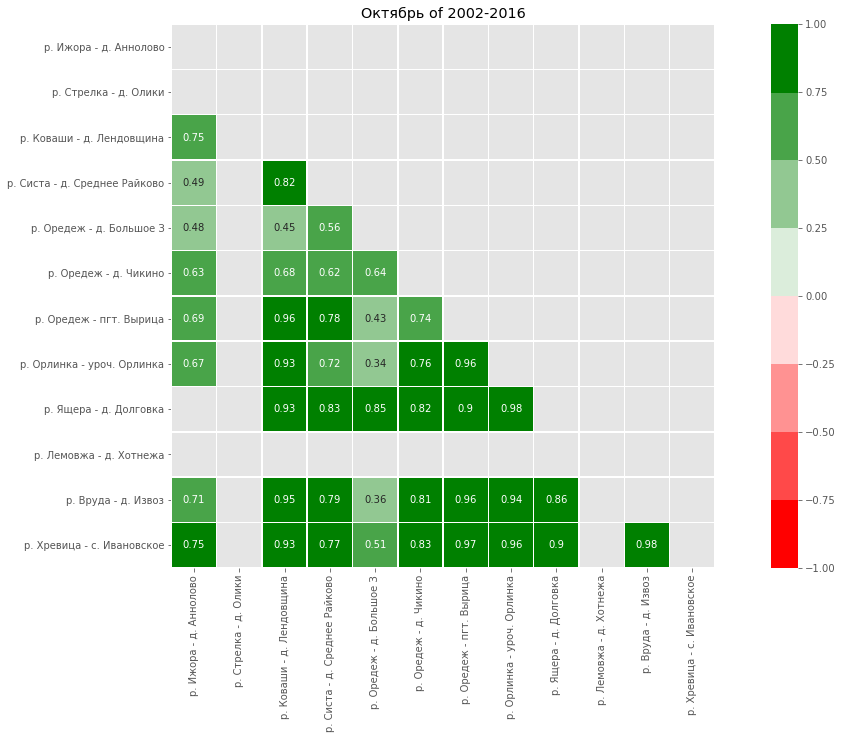 Октябрь of 2002-2016
р. Ижора - д. Аннолово
р. Стрелка - д. Олики
р. Коваши - д. Лендовщина 0.75
р. Систа - д. Среднее Райково 0.49 0.82
р. Оредеж - д. Большое З 0.48 0.45 0.56
р. Оредеж - д. Чикино 0.63 0.68 0.62 0.64
р. Оредеж - пгт. Вырица 0.69 0.96 0.78 0.43 0.74
р. Орлинка - уроч. Орлинка 0.67 0.93 0.72 0.34 0.76 0.96
р. Ящера - д. Долговка 0.93 0.83 0.85 0.82 0.9 0.98
р. Лемовжа - д. Хотнежа
р. Вруда - д. Извоз 0.71 0.95 0.79 0.36 0.81 0.96 0.94 0.86
р. Хревица - с. Ивановское 0.75 0.93 0.77 0.51 0.83 0.97 0.96 0.9 0.98
р. Ижора - д. Аннолово
р. Стрелка - д. Олики
р. Коваши - д. Лендовщина
р. Систа - д. Среднее Райково
р. Оредеж - д. Большое З
р. Оредеж - д. Чикино
р. Оредеж - пгт. Вырица
р. Орлинка - уроч. Орлинка
р. Ящера - д. Долговка
р. Лемовжа - д. Хотнежа
р. Вруда - д. Извоз
р. Хревица - с. Ивановское
1.00
0.75
0.50
0.25
0.00
−0.25
−0.50
−0.75
−1.00